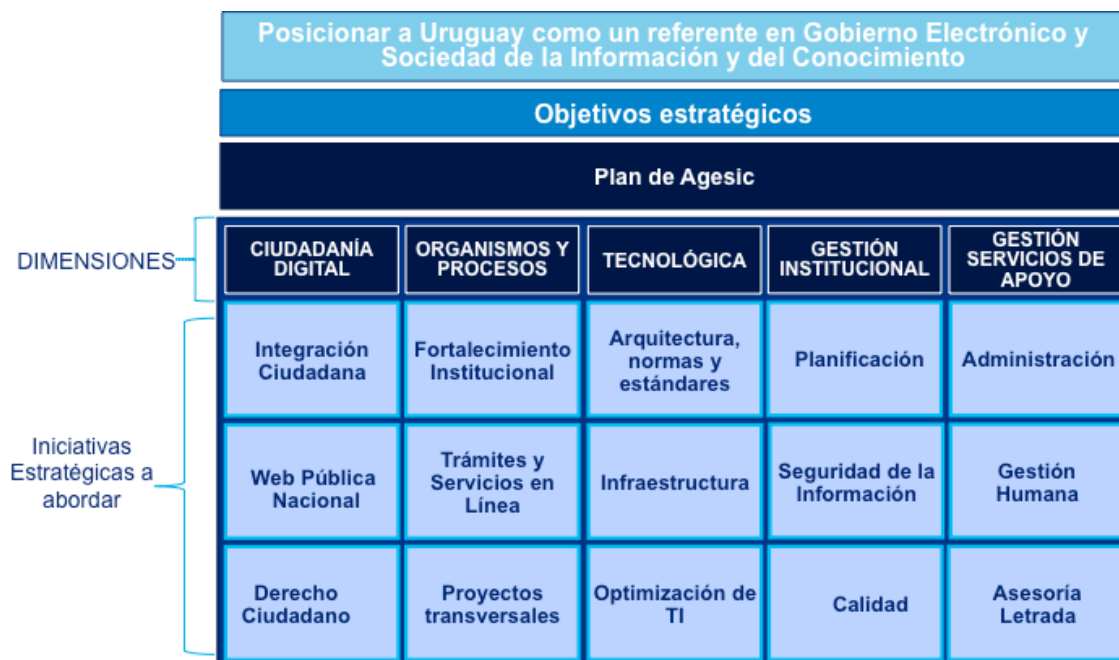 Posicionar a Uruguay como un referente en Gobierno Electrónico y
Sociedad de la Información y del Conocimiento
Objetivos estratégicos
Plan de Agesic
DIMENSIONES
CIUDADANÍA
DIGITAL
ORGANISMOS Y
PROCESOS
TECNOLÓGICA
GESTIÓN
INSTITUCIONAL
GESTIÓN
SERVICIOS DE
APOYO
Iniciativas
Estratégicas a
abordar
Integración
Ciudadana
Fortalecimiento
Institucional
Arquitectura,
normas y
estándares
Planificación
Administración
Web Pública
Nacional
Trámites y
Servicios en
Línea
Infraestructura
Seguridad de la
Información
Gestión
Humana
Derecho
Ciudadano
Proyectos
transversales
Optimización de
TI
Calidad
Asesoría
Letrada